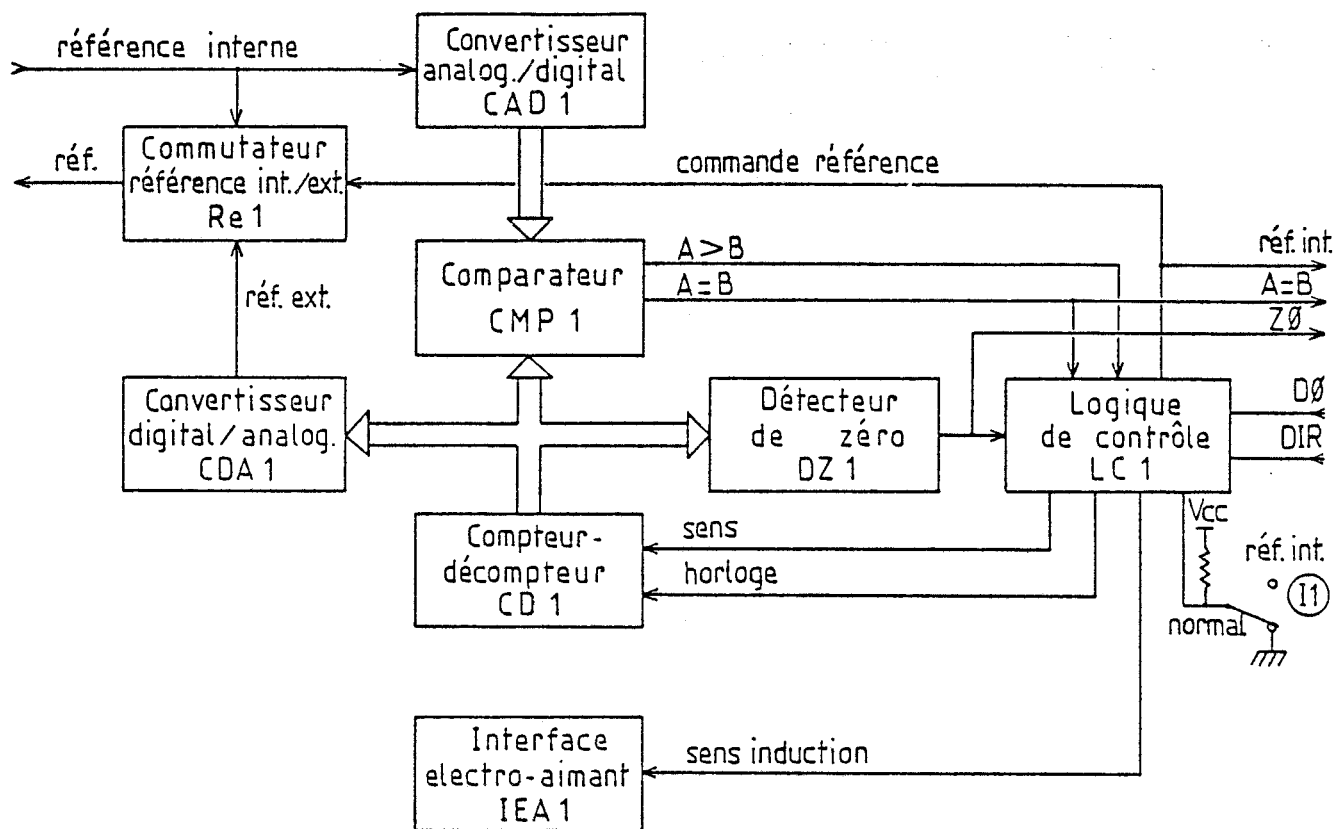 référence interne
Convertisseur
analog./digital
CAD 1
réf.
Commutateur
référence int./ext.
Re 1
commande référence
A > B
réf. int.
Comparateur
CMP 1
A = B
A = B
ZØ
réf. ext.
Convertisseur
digital / analog.
CDA 1
Détecteur
de zéro
DZ 1
Logique
de contrôle
LC 1
DØ
DIR
Compteur-
décompteur
CD 1
sens
horloge
Vcc
réf. int.
I1
normal
Interface
electro-aimant
IEA 1
sens induction